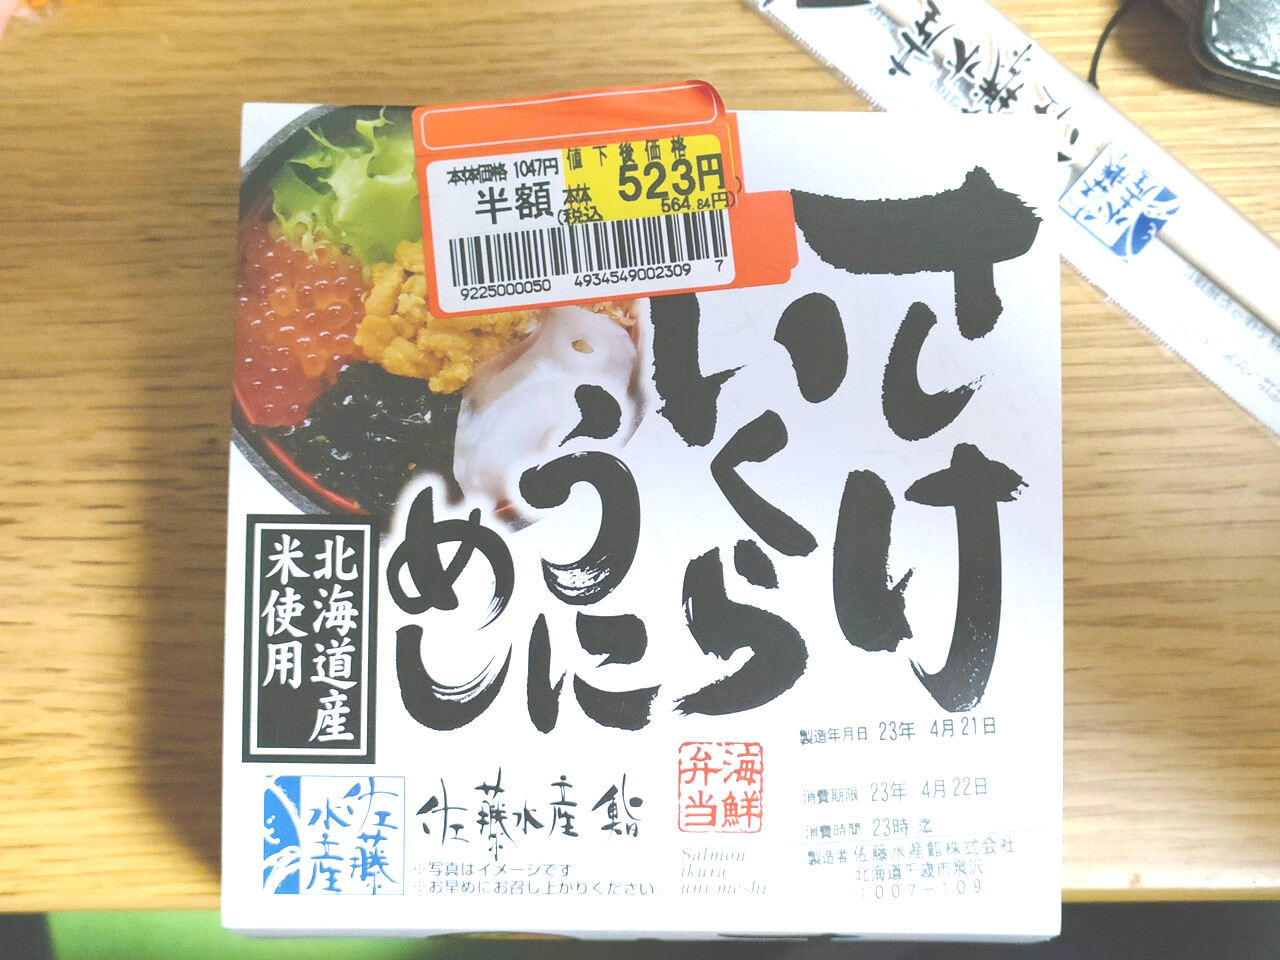 本体価格 1047円
半額
値下後価格
本体 523円
(税込 564.84円)
9225000050 4934549002309 7
さけ
いくら
うに
めし
北海道産
米使用
佐藤
水産
佐藤水産 鮨
海鮮
弁当
※写真はイメージです
※お早めにお召し上がりください。
Salmon
ikura
uni meshi
製造年月日 23年 4月21日
消費期限 23年 4月22日
消費時間 23時 迄
製造者 佐藤水産鮨株式会社
北海道千歳市泉沢
1007-109
佐藤水産